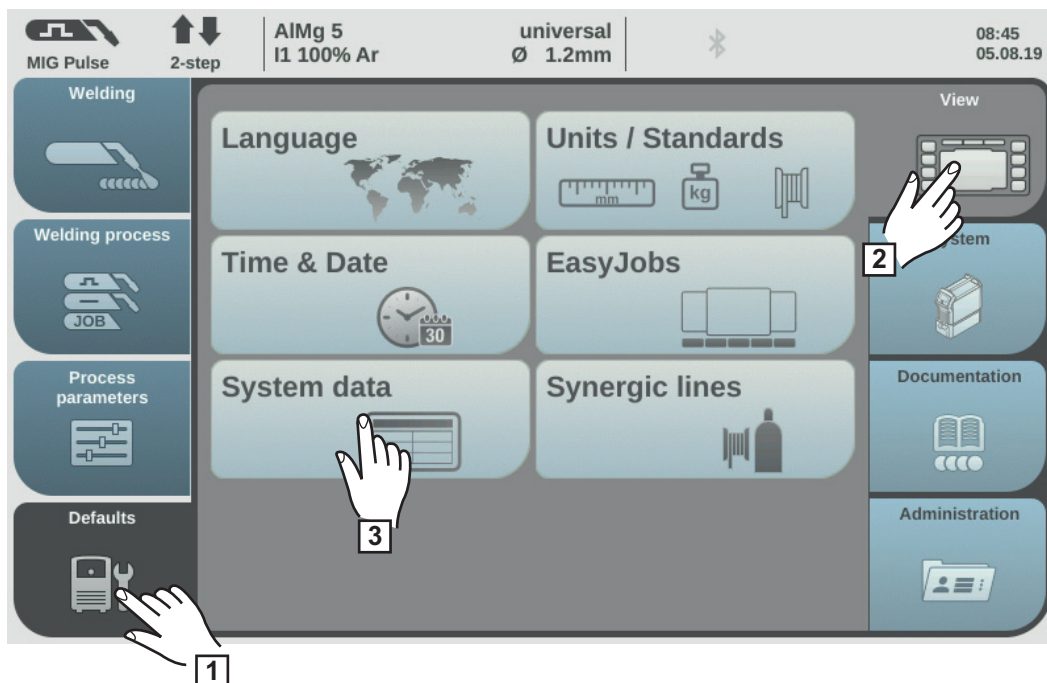 MIG Pulse
2-step
AlMg 5
I1 100% Ar
universal
Ø 1.2mm
08:45
05.08.19
Welding
Welding process
JOB
Process
parameters
Defaults
Language
Units / Standards
mm
kg
Time & Date
30
EasyJobs
System data
Synergic lines
View
stem
Documentation
Administration
1
2
3